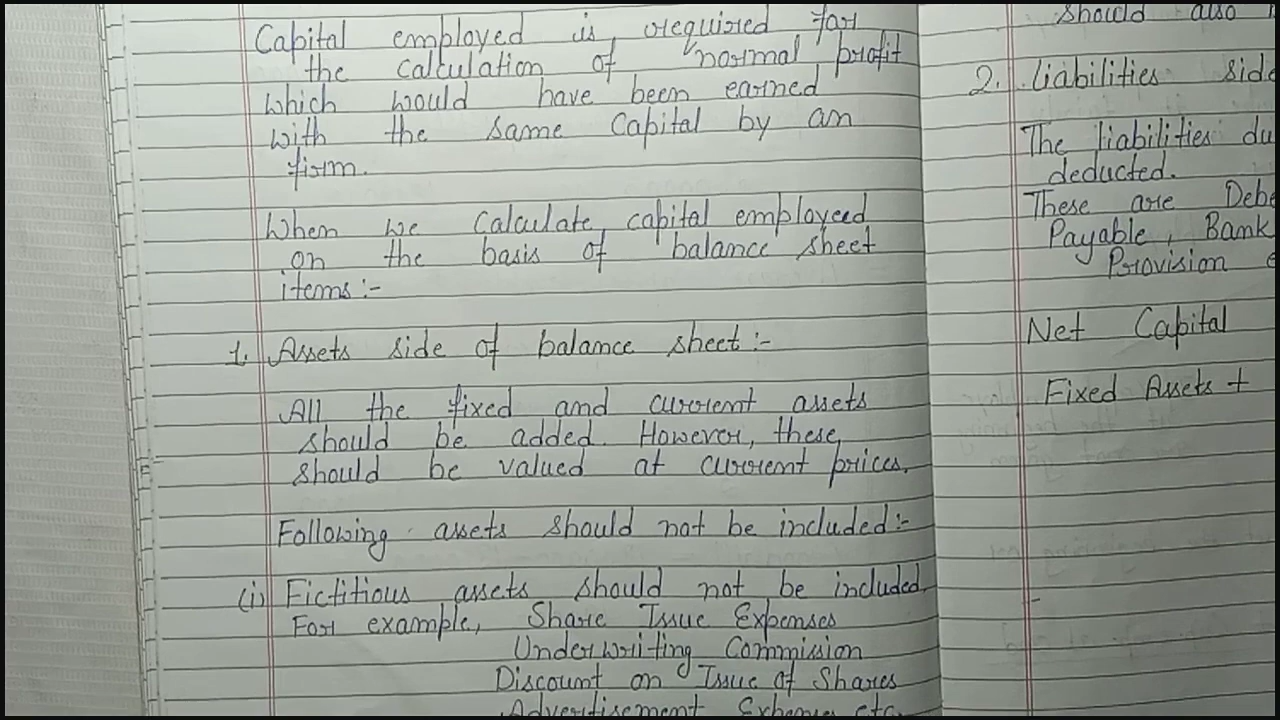 Capital employed is required for
the calculation of normal profit
which would have been earned
with the same capital by an
firm.
When we calculate capital employed
on the basis of balance sheet
items:-
1. Assets side of balance sheet:-
All the fixed and current assets
should be added. However, these
should be valued at current prices.
Following assets should not be included:-
(i) Fictitious assets should not be included.
For example, Share Issue Expenses
Underwriting Commission
Discount on Issue of Shares
Advertisement Expenses etc.
should also
2. Liabilities side
The liabilities du
deducted.
These are Debe
Payable, Bank
Provision
Net Capital
Fixed Assets +